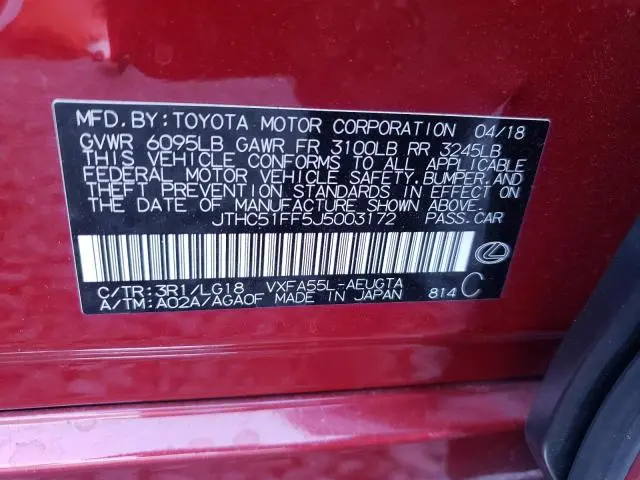 MFD.BY:TOYOTA MOTOR CORPORATION 04/18
GVWR 6095LB GAWR FR 3100LB RR 3245LB
THIS VEHICLE CONFORMS TO ALL APPLICABLE
FEDERAL MOTOR VEHICLE SAFETY,BUMPER,AND
THEFT PREVENTION STANDARDS IN EFFECT ON
THE DATE OF MANUFACTURE SHOWN ABOVE.
JTHC51FF5J5003172 PASS.CAR
C/TR:3R1/LG18 VXFA55L-AEUGTA
A/TM:A02A/AGA0F MADE IN JAPAN 814 C